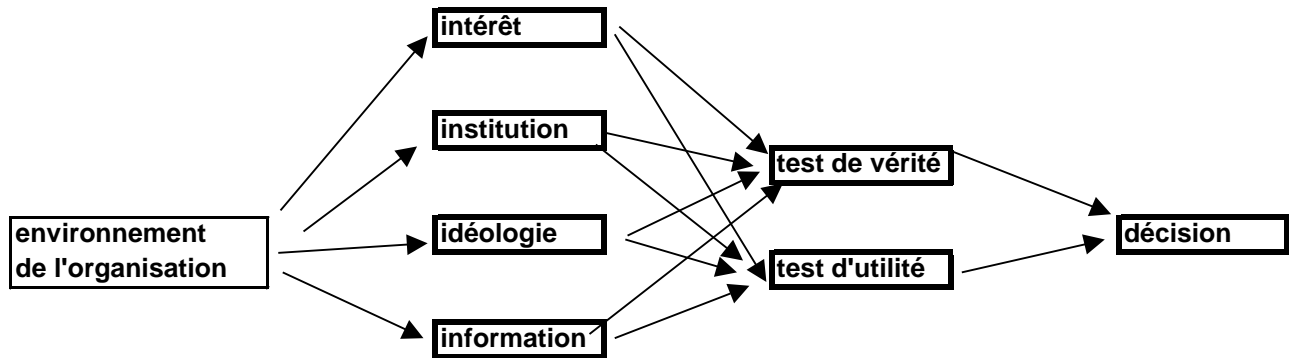 intérêt
institution
test de vérité
environnement
de l'organisation
idéologie
décision
test d'utilité
information